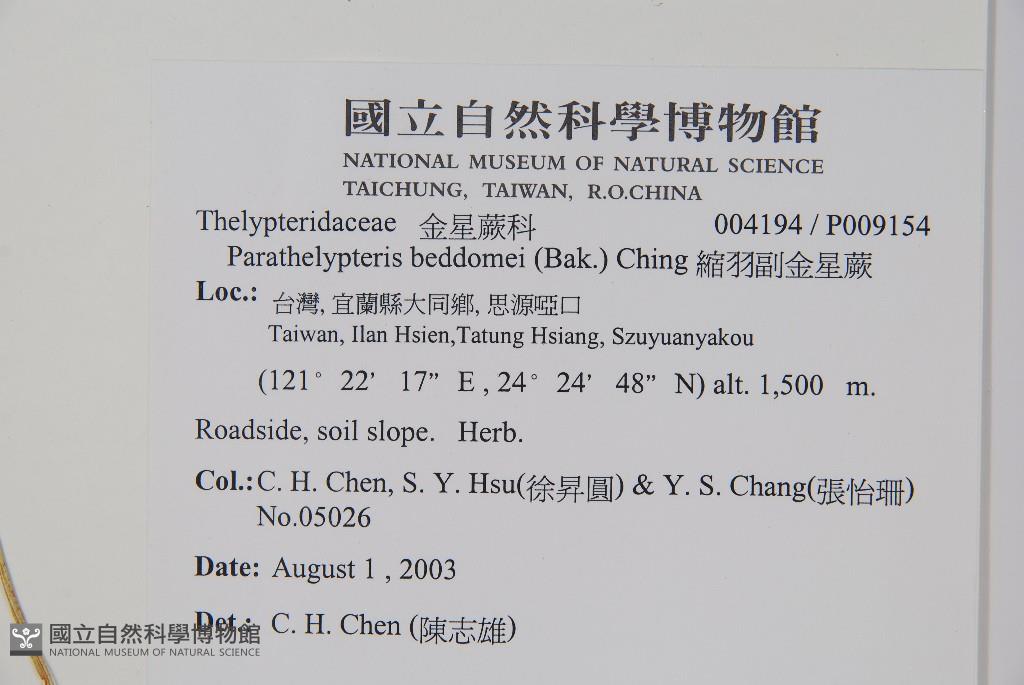 國立自然科學博物館
NATIONAL MUSEUM OF NATURAL SCIENCE
TAICHUNG, TAIWAN, R.O.CHINA
Thelypteridaceae 金星蕨科 004194 / P009154
Parathelypteris beddomei (Bak.) Ching 縮羽副金星蕨
Loc.: 台灣, 宜蘭縣大同鄉, 思源啞口
Taiwan, Ilan Hsien,Tatung Hsiang, Szuyuanyakou
(121° 22’ 17” E , 24° 24’ 48” N) alt. 1,500 m.
Roadside, soil slope. Herb.
Col.: C. H. Chen, S. Y. Hsu(徐昇圓) & Y. S. Chang(張怡珊)
No.05026
Date: August 1 , 2003
Det.: C. H. Chen (陳志雄)
國立自然科學博物館
NATIONAL MUSEUM OF NATURAL SCIENCE